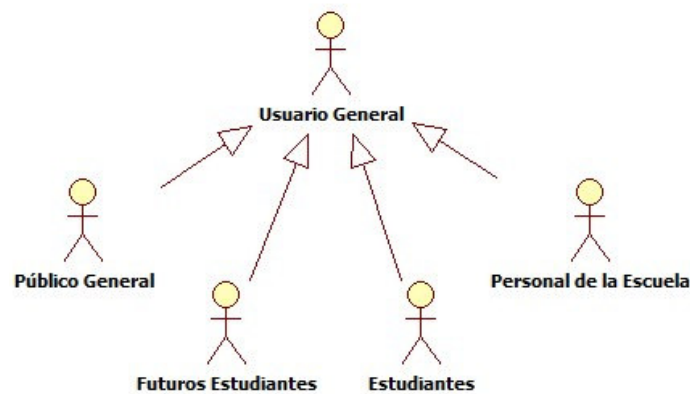 Usuario General
Público General
Personal de la Escuela
Futuros Estudiantes
Estudiantes